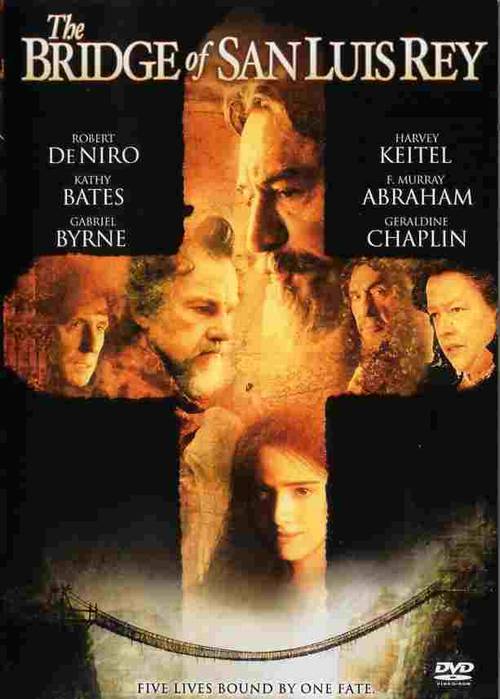 The
BRIDGE of SAN LUIS REY
ROBERT
DE NIRO
KATHY
BATES
GABRIEL
BYRNE
HARVEY
KEITEL
F. MURRAY
ABRAHAM
GERALDINE
CHAPLIN
DVD
VIDEO
FIVE LIVES BOUND BY ONE FATE.